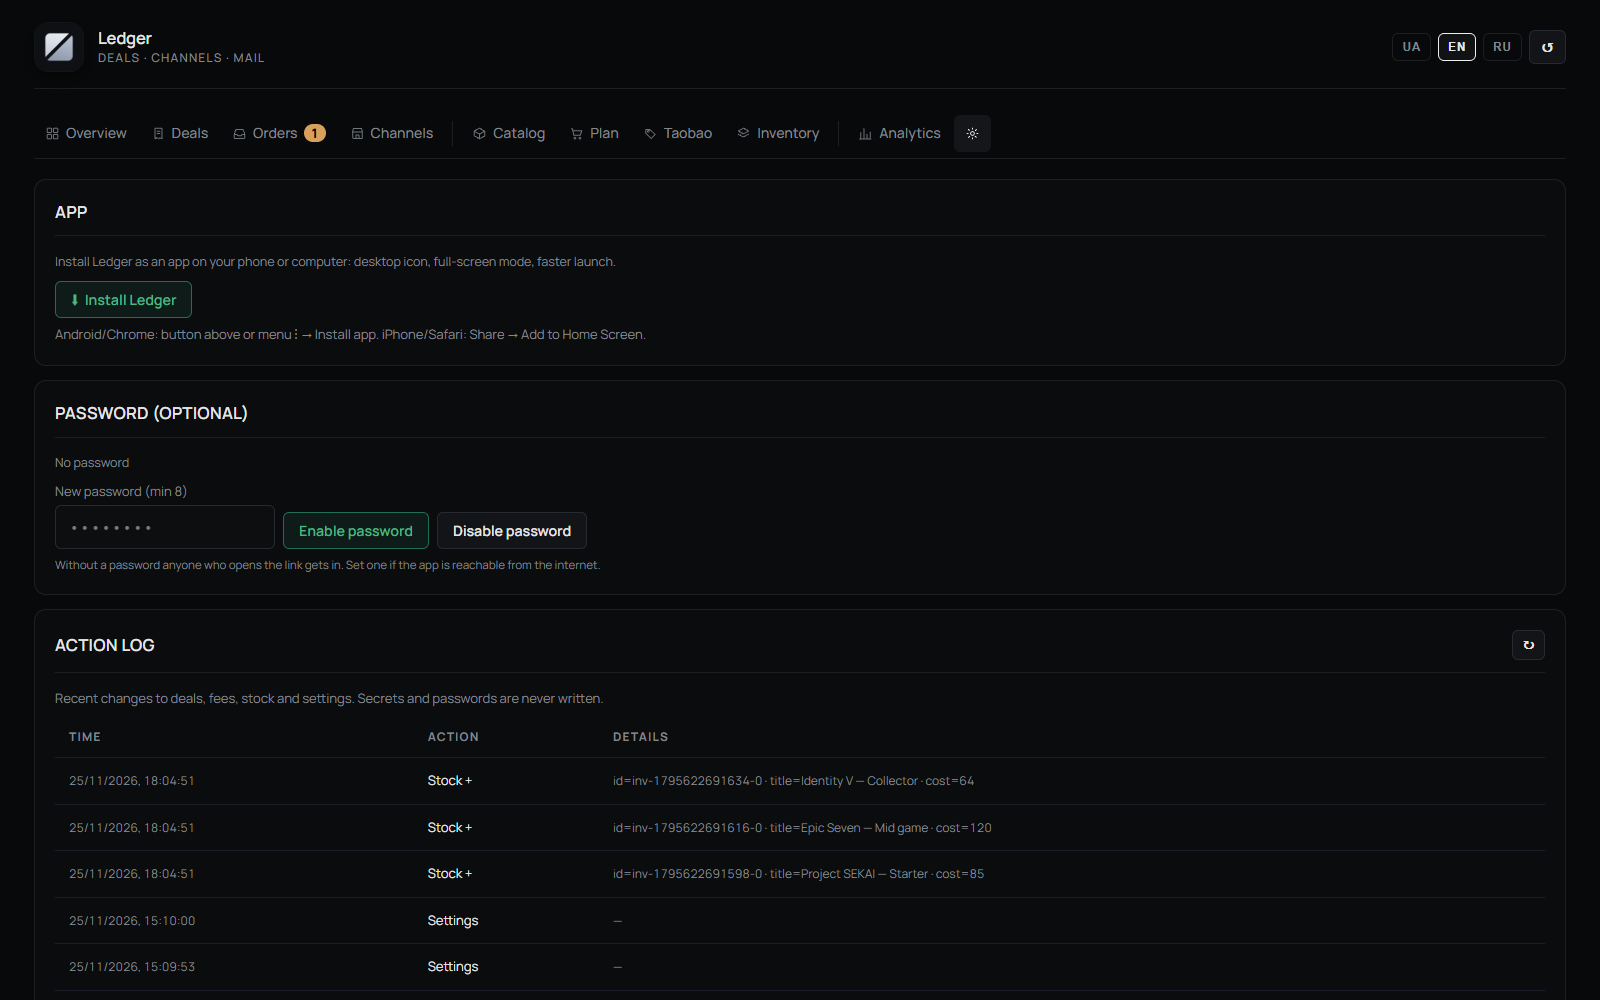 Ledger
DEALS · CHANNELS · MAIL
UA EN RU ↺
Overview Deals Orders 1 Channels Catalog Plan Taobao Inventory Analytics
APP
Install Ledger as an app on your phone or computer: desktop icon, full-screen mode, faster launch.
⬇ Install Ledger
Android/Chrome: button above or menu ⋮ → Install app. iPhone/Safari: Share → Add to Home Screen.
PASSWORD (OPTIONAL)
No password
New password (min 8)
••••••••
Enable password Disable password
Without a password anyone who opens the link gets in. Set one if the app is reachable from the internet.
ACTION LOG ↻
Recent changes to deals, fees, stock and settings. Secrets and passwords are never written.
TIME ACTION DETAILS
25/11/2026, 18:04:51 Stock + id=inv-1795622691634-0 · title=Identity V — Collector · cost=64
25/11/2026, 18:04:51 Stock + id=inv-1795622691616-0 · title=Epic Seven — Mid game · cost=120
25/11/2026, 18:04:51 Stock + id=inv-1795622691598-0 · title=Project SEKAI — Starter · cost=85
25/11/2026, 15:10:00 Settings —
25/11/2026, 15:09:53 Settings —